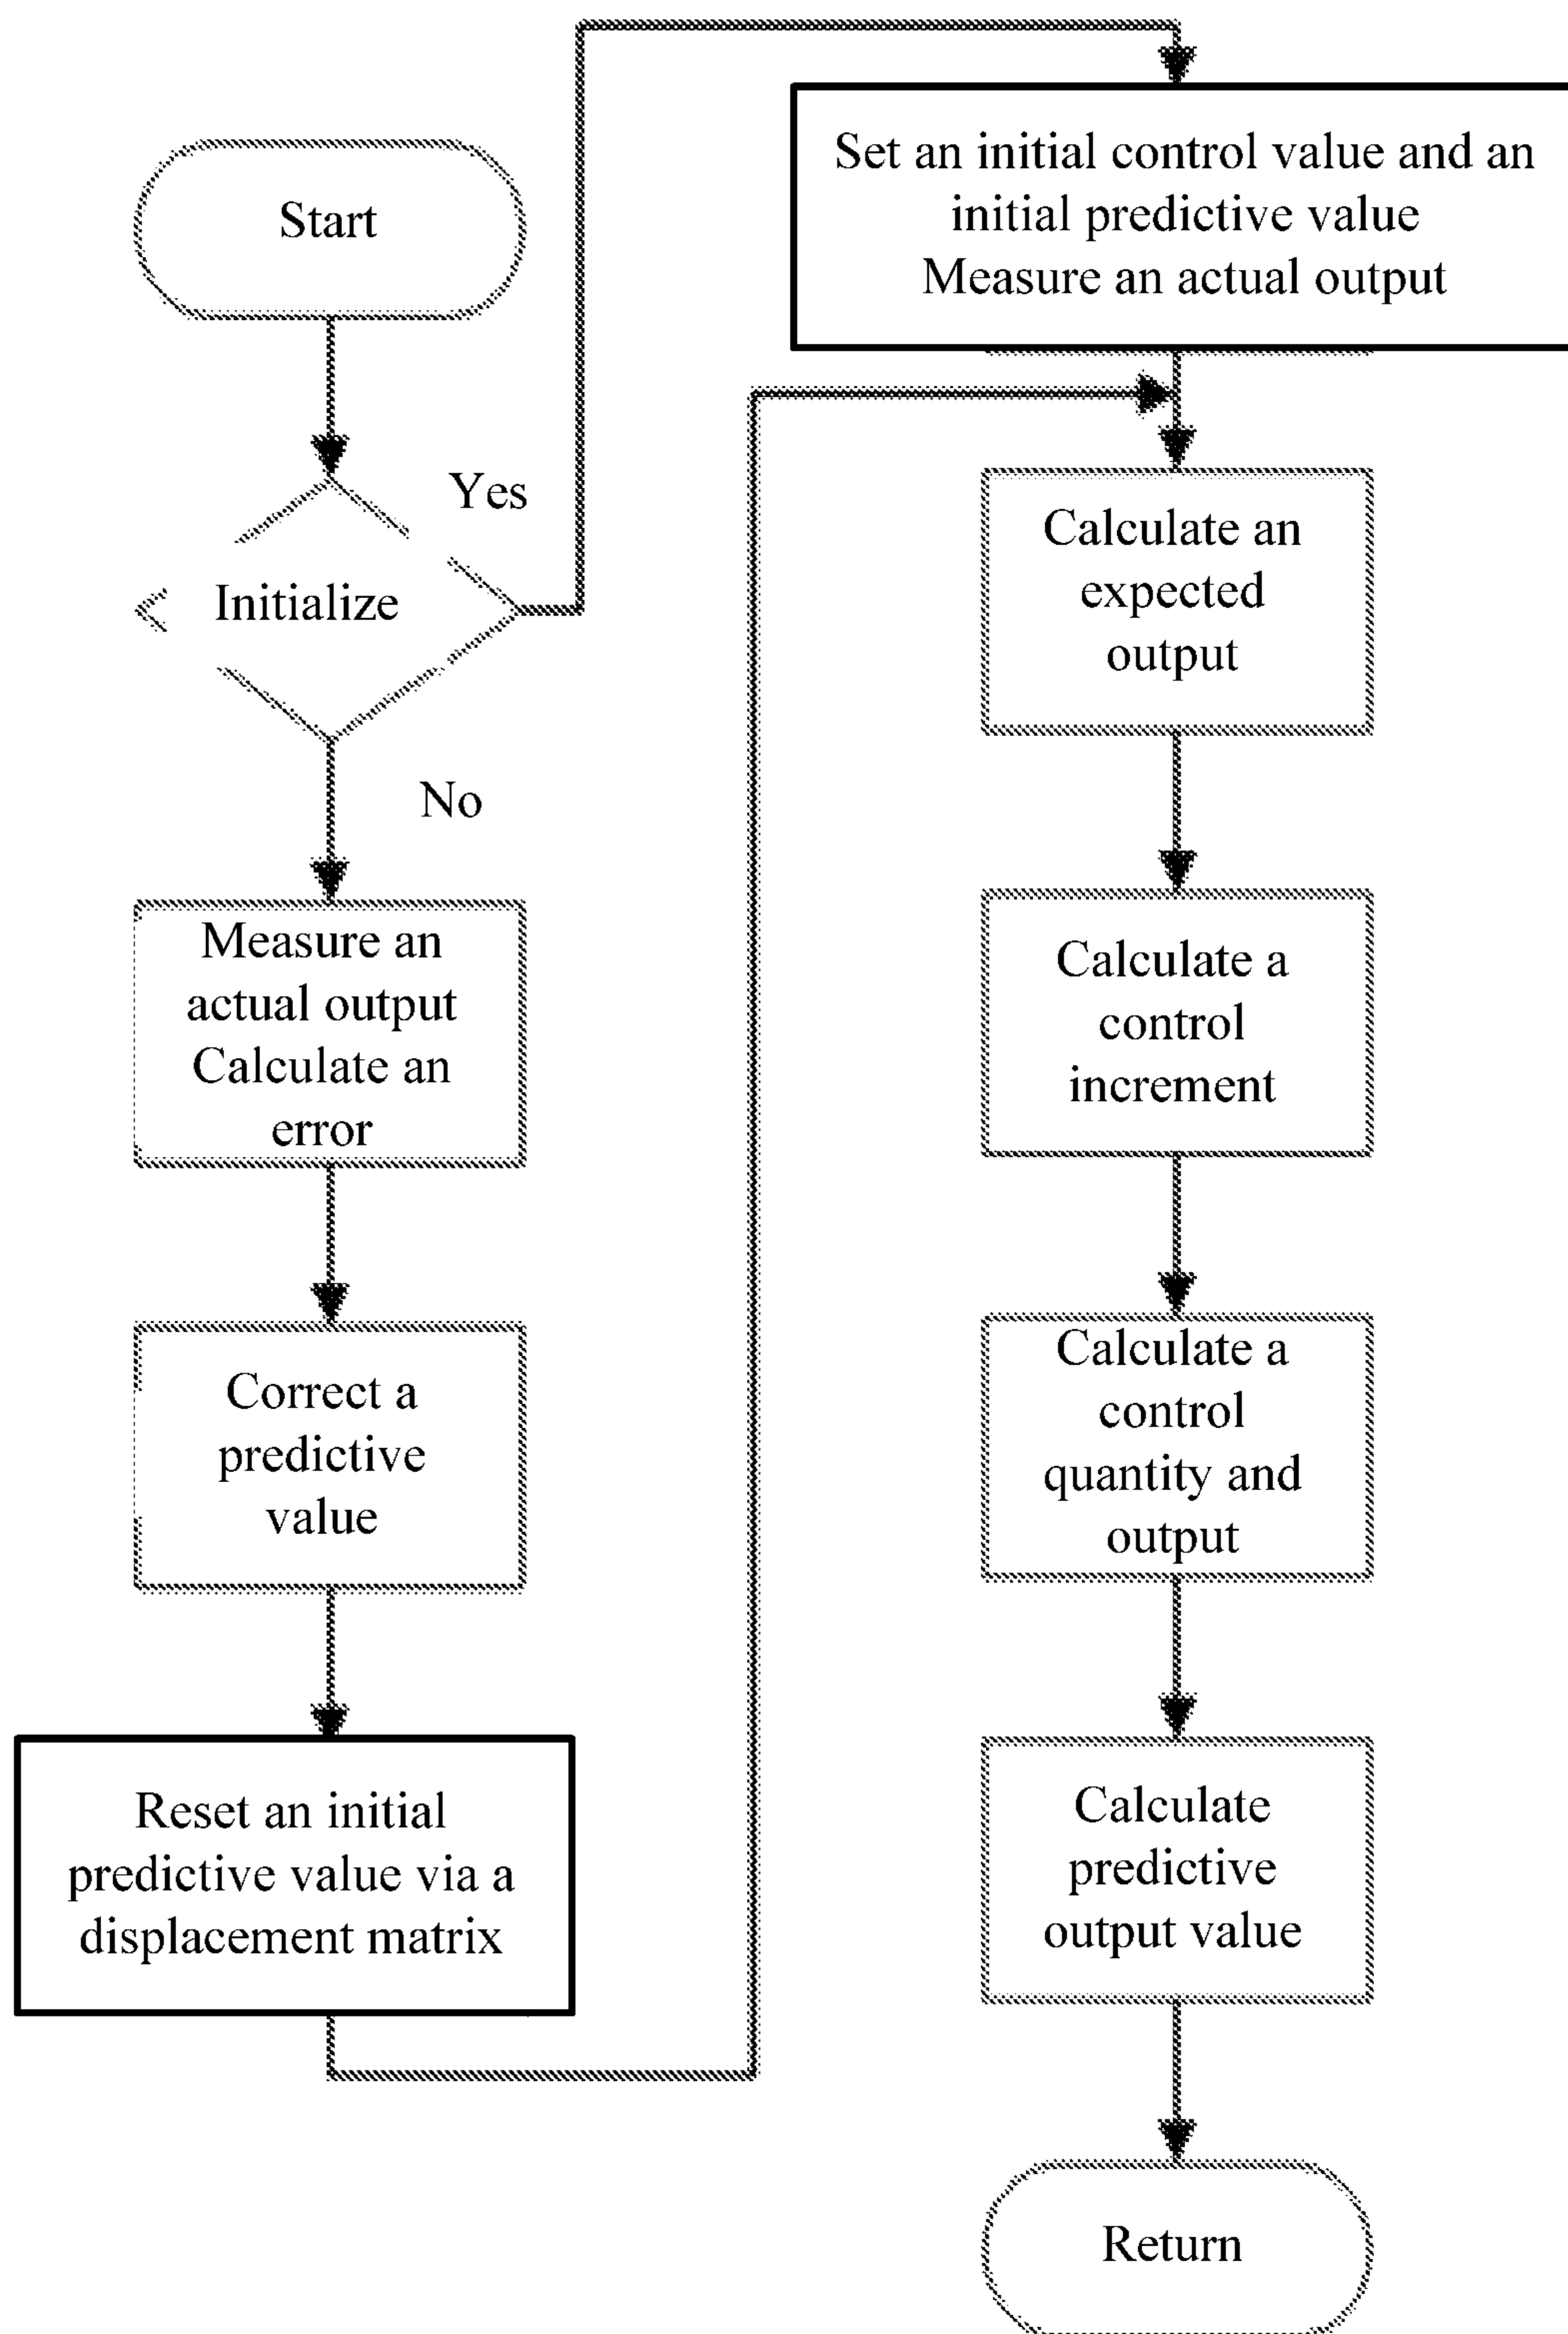 Start
Yes
Initialize
No
Measure an
actual output
Calculate an
error
Correct a
predictive
value
Reset an initial
predictive value via a
displacement matrix
Set an initial control value and an
initial predictive value
Measure an actual output
Calculate an
expected
output
Calculate a
control
increment
Calculate a
control
quantity and
output
Calculate
predictive
output value
Return